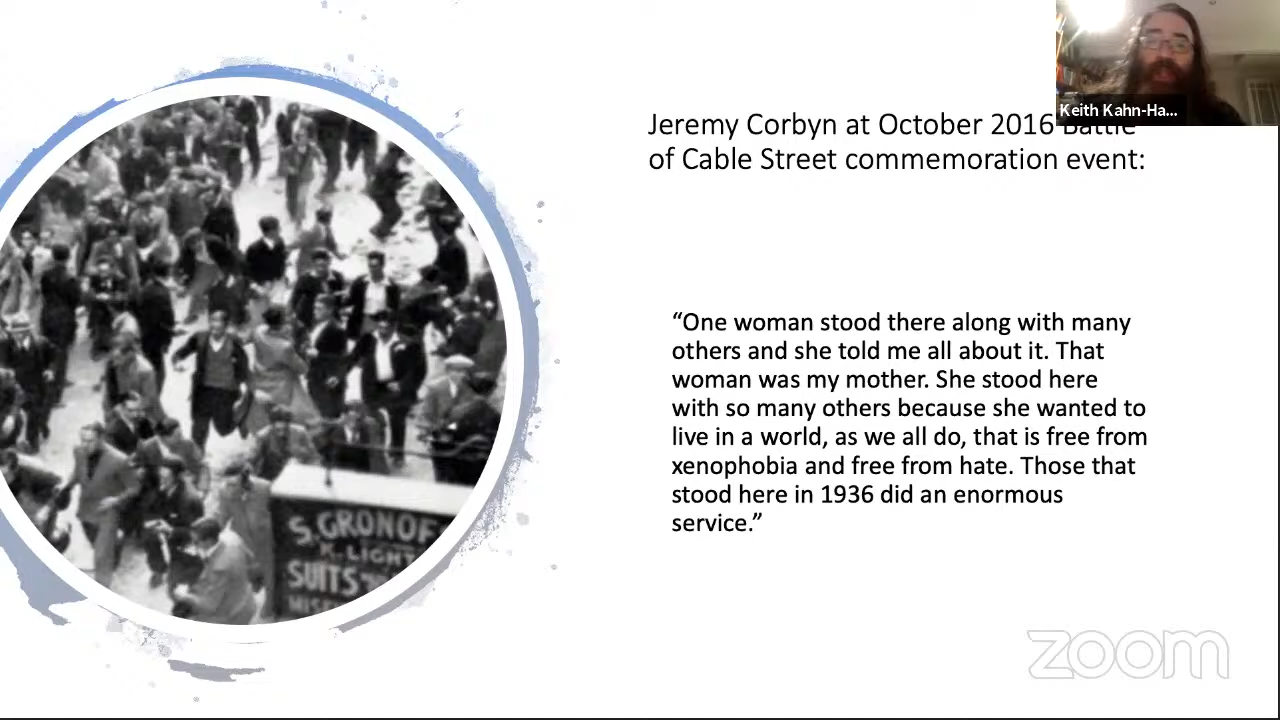 Keith Kahn-Ha...
Jeremy Corbyn at October 2016 Battle
of Cable Street commemoration event:
“One woman stood there along with many
others and she told me all about it. That
woman was my mother. She stood here
with so many others because she wanted to
live in a world, as we all do, that is free from
xenophobia and free from hate. Those that
stood here in 1936 did an enormous
service.”
S. GRONOF
SUITS
zoom